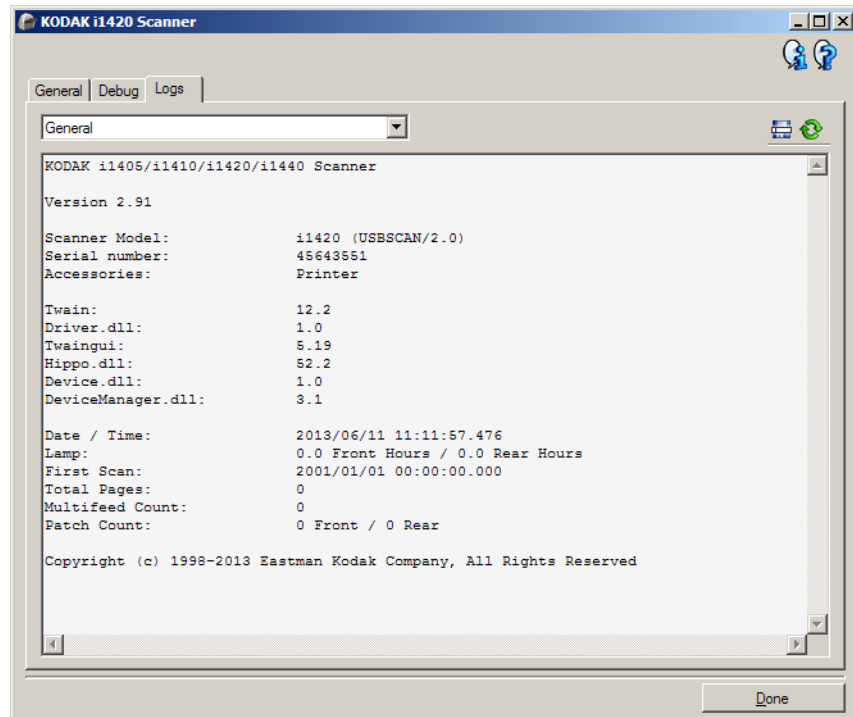 KODAK i1420 Scanner
General Debug Logs
General
KODAK i1405/i1410/i1420/i1440 Scanner
Version 2.91
Scanner Model: i1420 (USBSCAN/2.0)
Serial number: 45643551
Accessories: Printer
Twain: 12.2
Driver.dll: 1.0
Twaingui: 5.19
Hippo.dll: 52.2
Device.dll: 1.0
DeviceManager.dll: 3.1
Date / Time: 2013/06/11 11:11:57.476
Lamp: 0.0 Front Hours / 0.0 Rear Hours
First Scan: 2001/01/01 00:00:00.000
Total Pages: 0
Multifeed Count: 0
Patch Count: 0 Front / 0 Rear
Copyright (c) 1998-2013 Eastman Kodak Company, All Rights Reserved
Done